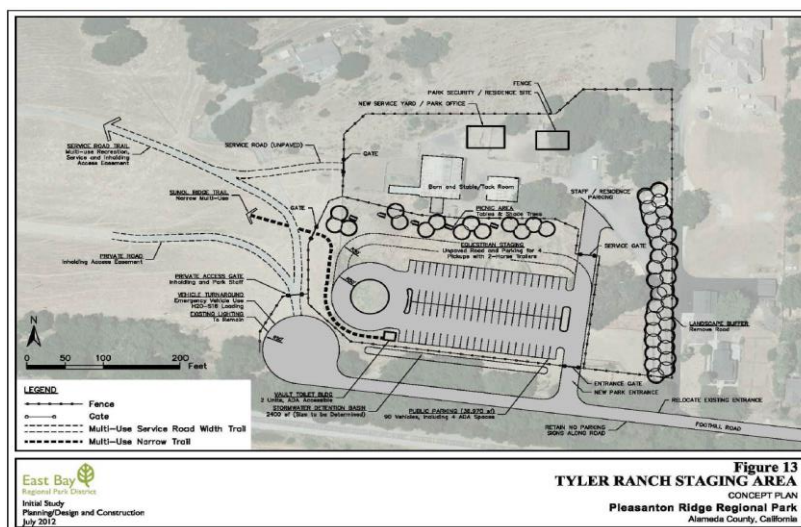 FENCE
PARK SECURITY / RESIDENCE SITE
NEW SERVICE YARD / PARK OFFICE
SERVICE ROAD TRAIL
Multi-use Recreation,
Service and Inholding
Access Easement
SERVICE ROAD (UNPAVED)
GATE
SUNOL RIDGE TRAIL
Narrow Multi-Use
GATE
Barn and Stable/Tack Room
STAFF / RESIDENCE
PARKING
PICNIC AREA
Tables & Shade Trees
EQUESTRIAN STAGING
Unpaved Road and Parking for 4
Pickups with 2-Horse Trailers
SERVICE GATE
PRIVATE ROAD
Inholding Access Easement
PRIVATE ACCESS GATE
Inholding and Park Staff
VEHICLE TURNAROUND
Emergency Vehicle Use
H20-S16 Loading
EXISTING LIGHTING
To Remain
LANDSCAPE BUFFER
Remove Road
N
0 50 100 200
Feet
VAULT TOILET BLDG
2 Units, ADA Accessible
STORMWATER DETENTION BASIN
2400 sf (Size to be Determined)
PUBLIC PARKING (36,970 sf)
90 Vehicles, Including 4 ADA Spaces
ENTRANCE GATE
NEW PARK ENTRANCE
RELOCATE EXISTING ENTRANCE
FOOTHILL ROAD
RETAIN NO PARKING
SIGNS ALONG ROAD
LEGEND
Fence
Gate
Multi-Use Service Road Width Trail
Multi-Use Narrow Trail
East Bay
Regional Park District
Initial Study
Planning/Design and Construction
July 2012
Figure 13
TYLER RANCH STAGING AREA
CONCEPT PLAN
Pleasanton Ridge Regional Park
Alameda County, California